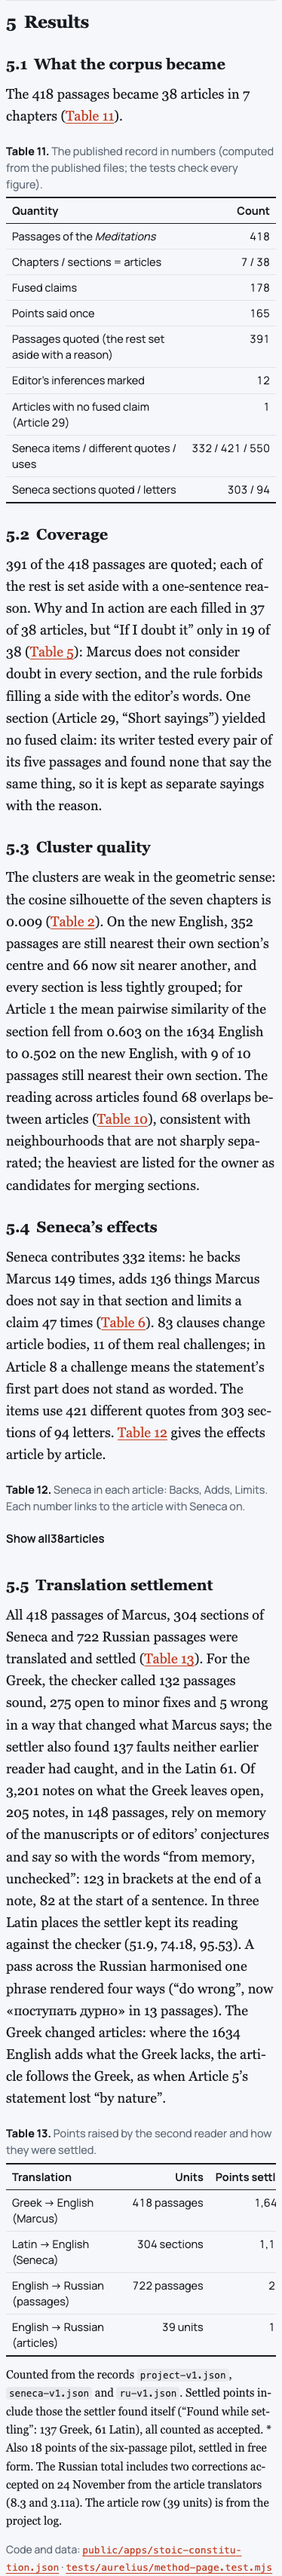 5 Results
5.1 What the corpus became
The 418 passages became 38 articles in 7
chapters (Table 11).
Table 11. The published record in numbers (computed
from the published files; the tests check every
figure).
Quantity Count
Passages of the Meditations 418
Chapters / sections = articles 7 / 38
Fused claims 178
Points said once 165
Passages quoted (the rest set 391
aside with a reason)
Editor's inferences marked 12
Articles with no fused claim 1
(Article 29)
Seneca items / different quotes / 332 / 421 / 550
uses
Seneca sections quoted / letters 303 / 94
5.2 Coverage
391 of the 418 passages are quoted; each of
the rest is set aside with a one-sentence rea-
son. Why and In action are each filled in 37
of 38 articles, but “If I doubt it” only in 19 of
38 (Table 5): Marcus does not consider
doubt in every section, and the rule forbids
filling a side with the editor’s words. One
section (Article 29, “Short sayings”) yielded
no fused claim: its writer tested every pair of
its five passages and found none that say the
same thing, so it is kept as separate sayings
with the reason.
5.3 Cluster quality
The clusters are weak in the geometric sense:
the cosine silhouette of the seven chapters is
0.009 (Table 2). On the new English, 352
passages are still nearest their own section’s
centre and 66 now sit nearer another, and
every section is less tightly grouped; for
Article 1 the mean pairwise similarity of the
section fell from 0.603 on the 1634 English
to 0.502 on the new English, with 9 of 10
passages still nearest their own section. The
reading across articles found 68 overlaps be-
tween articles (Table 10), consistent with
neighbourhoods that are not sharply sepa-
rated; the heaviest are listed for the owner as
candidates for merging sections.
5.4 Seneca’s effects
Seneca contributes 332 items: he backs
Marcus 149 times, adds 136 things Marcus
does not say in that section and limits a
claim 47 times (Table 6). 83 clauses change
article bodies, 11 of them real challenges; in
Article 8 a challenge means the statement’s
first part does not stand as worded. The
items use 421 different quotes from 303 sec-
tions of 94 letters. Table 12 gives the effects
article by article.
Table 12. Seneca in each article: Backs, Adds, Limits.
Each number links to the article with Seneca on.
Show all38articles
5.5 Translation settlement
All 418 passages of Marcus, 304 sections of
Seneca and 722 Russian passages were
translated and settled (Table 13). For the
Greek, the checker called 132 passages
sound, 275 open to minor fixes and 5 wrong
in a way that changed what Marcus says; the
settler also found 137 faults neither earlier
reader had caught, and in the Latin 61. Of
3,201 notes on what the Greek leaves open,
205 notes, in 148 passages, rely on memory
of the manuscripts or of editors’ conjectures
and say so with the words “from memory,
unchecked”: 123 in brackets at the end of a
note, 82 at the start of a sentence. In three
Latin places the settler kept its reading
against the checker (51.9, 74.18, 95.53). A
pass across the Russian harmonised one
phrase rendered four ways (“do wrong”, now
«поступать дурно» in 13 passages). The
Greek changed articles: where the 1634
English adds what the Greek lacks, the arti-
cle follows the Greek, as when Article 5’s
statement lost “by nature”.
Table 13. Points raised by the second reader and how
they were settled.
Translation Units Points settl
Greek → English 418 passages 1,64
(Marcus)
Latin → English 304 sections 1,1
(Seneca)
English → Russian 722 passages 2
(passages)
English → Russian 39 units 1
(articles)
Counted from the records project-v1.json,
seneca-v1.json and ru-v1.json. Settled points in-
clude those the settler found itself (“Found while set-
tling”: 137 Greek, 61 Latin), all counted as accepted. *
Also 18 points of the six-passage pilot, settled in free
form. The Russian total includes two corrections ac-
cepted on 24 November from the article translators
(8.3 and 3.11a). The article row (39 units) is from the
project log.
Code and data: public/apps/stoic-constitu-
tion.json · tests/aurelius/method-page.test.mjs